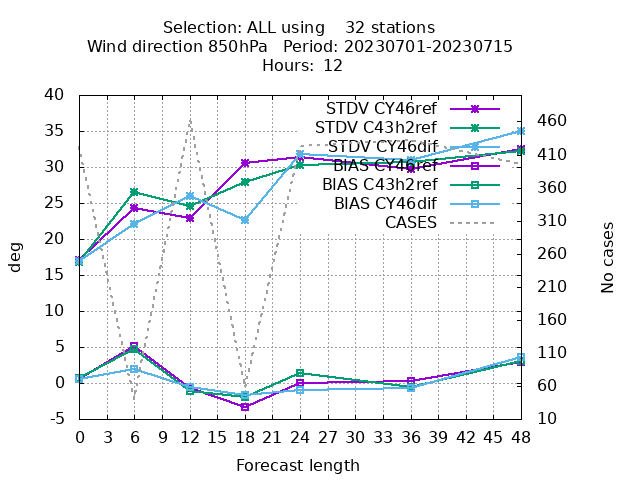 Selection: ALL using    32 stations
Wind direction 850hPa   Period: 20230701-20230715
Hours:  12
STDV CY46ref
STDV C43h2ref
STDV CY46dif
BIAS CY46ref
BIAS C43h2ref
BIAS CY46dif
CASES
deg
40
35
30
25
20
15
10
5
0
-5
No cases
460
410
360
310
260
210
160
110
60
10
0 3 6 9 12 15 18 21 24 27 30 33 36 39 42 45 48
Forecast length